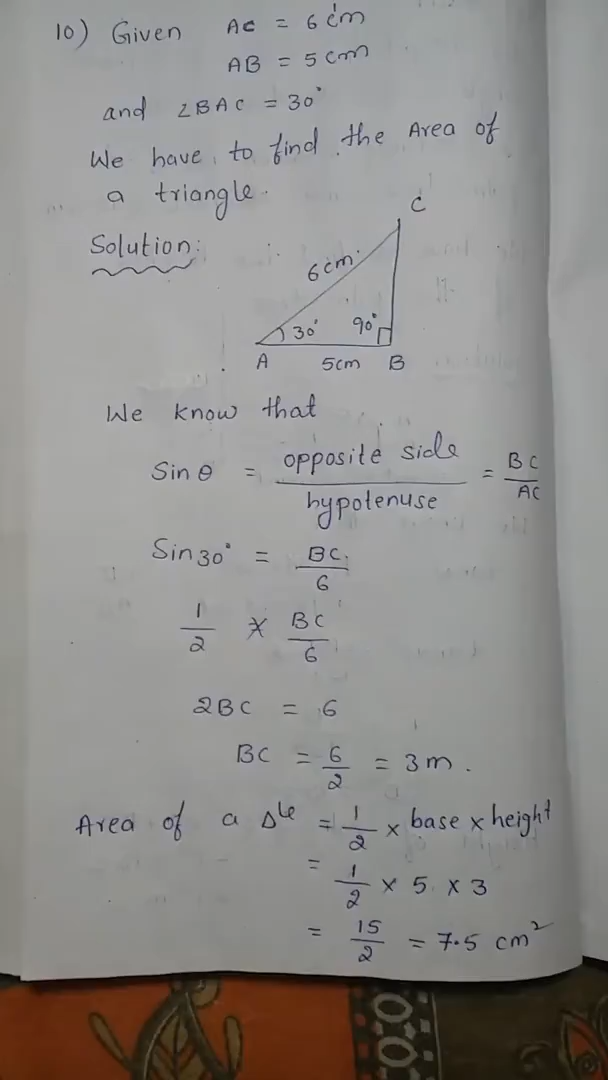 10) Given AC = 6 cm
AB = 5 cm
and ∠BAC = 30°
We have to find the Area of
a triangle.
Solution:
C
6cm
30° 90°
A 5cm B
We know that
Sin θ = opposite side / hypotenuse = BC / AC
Sin 30° = BC / 6
1/2 × BC / 6
2BC = 6
BC = 6/2 = 3 m.
Area of a Δle = 1/2 × base × height
= 1/2 × 5 × 3
= 15/2 = 7.5 cm²